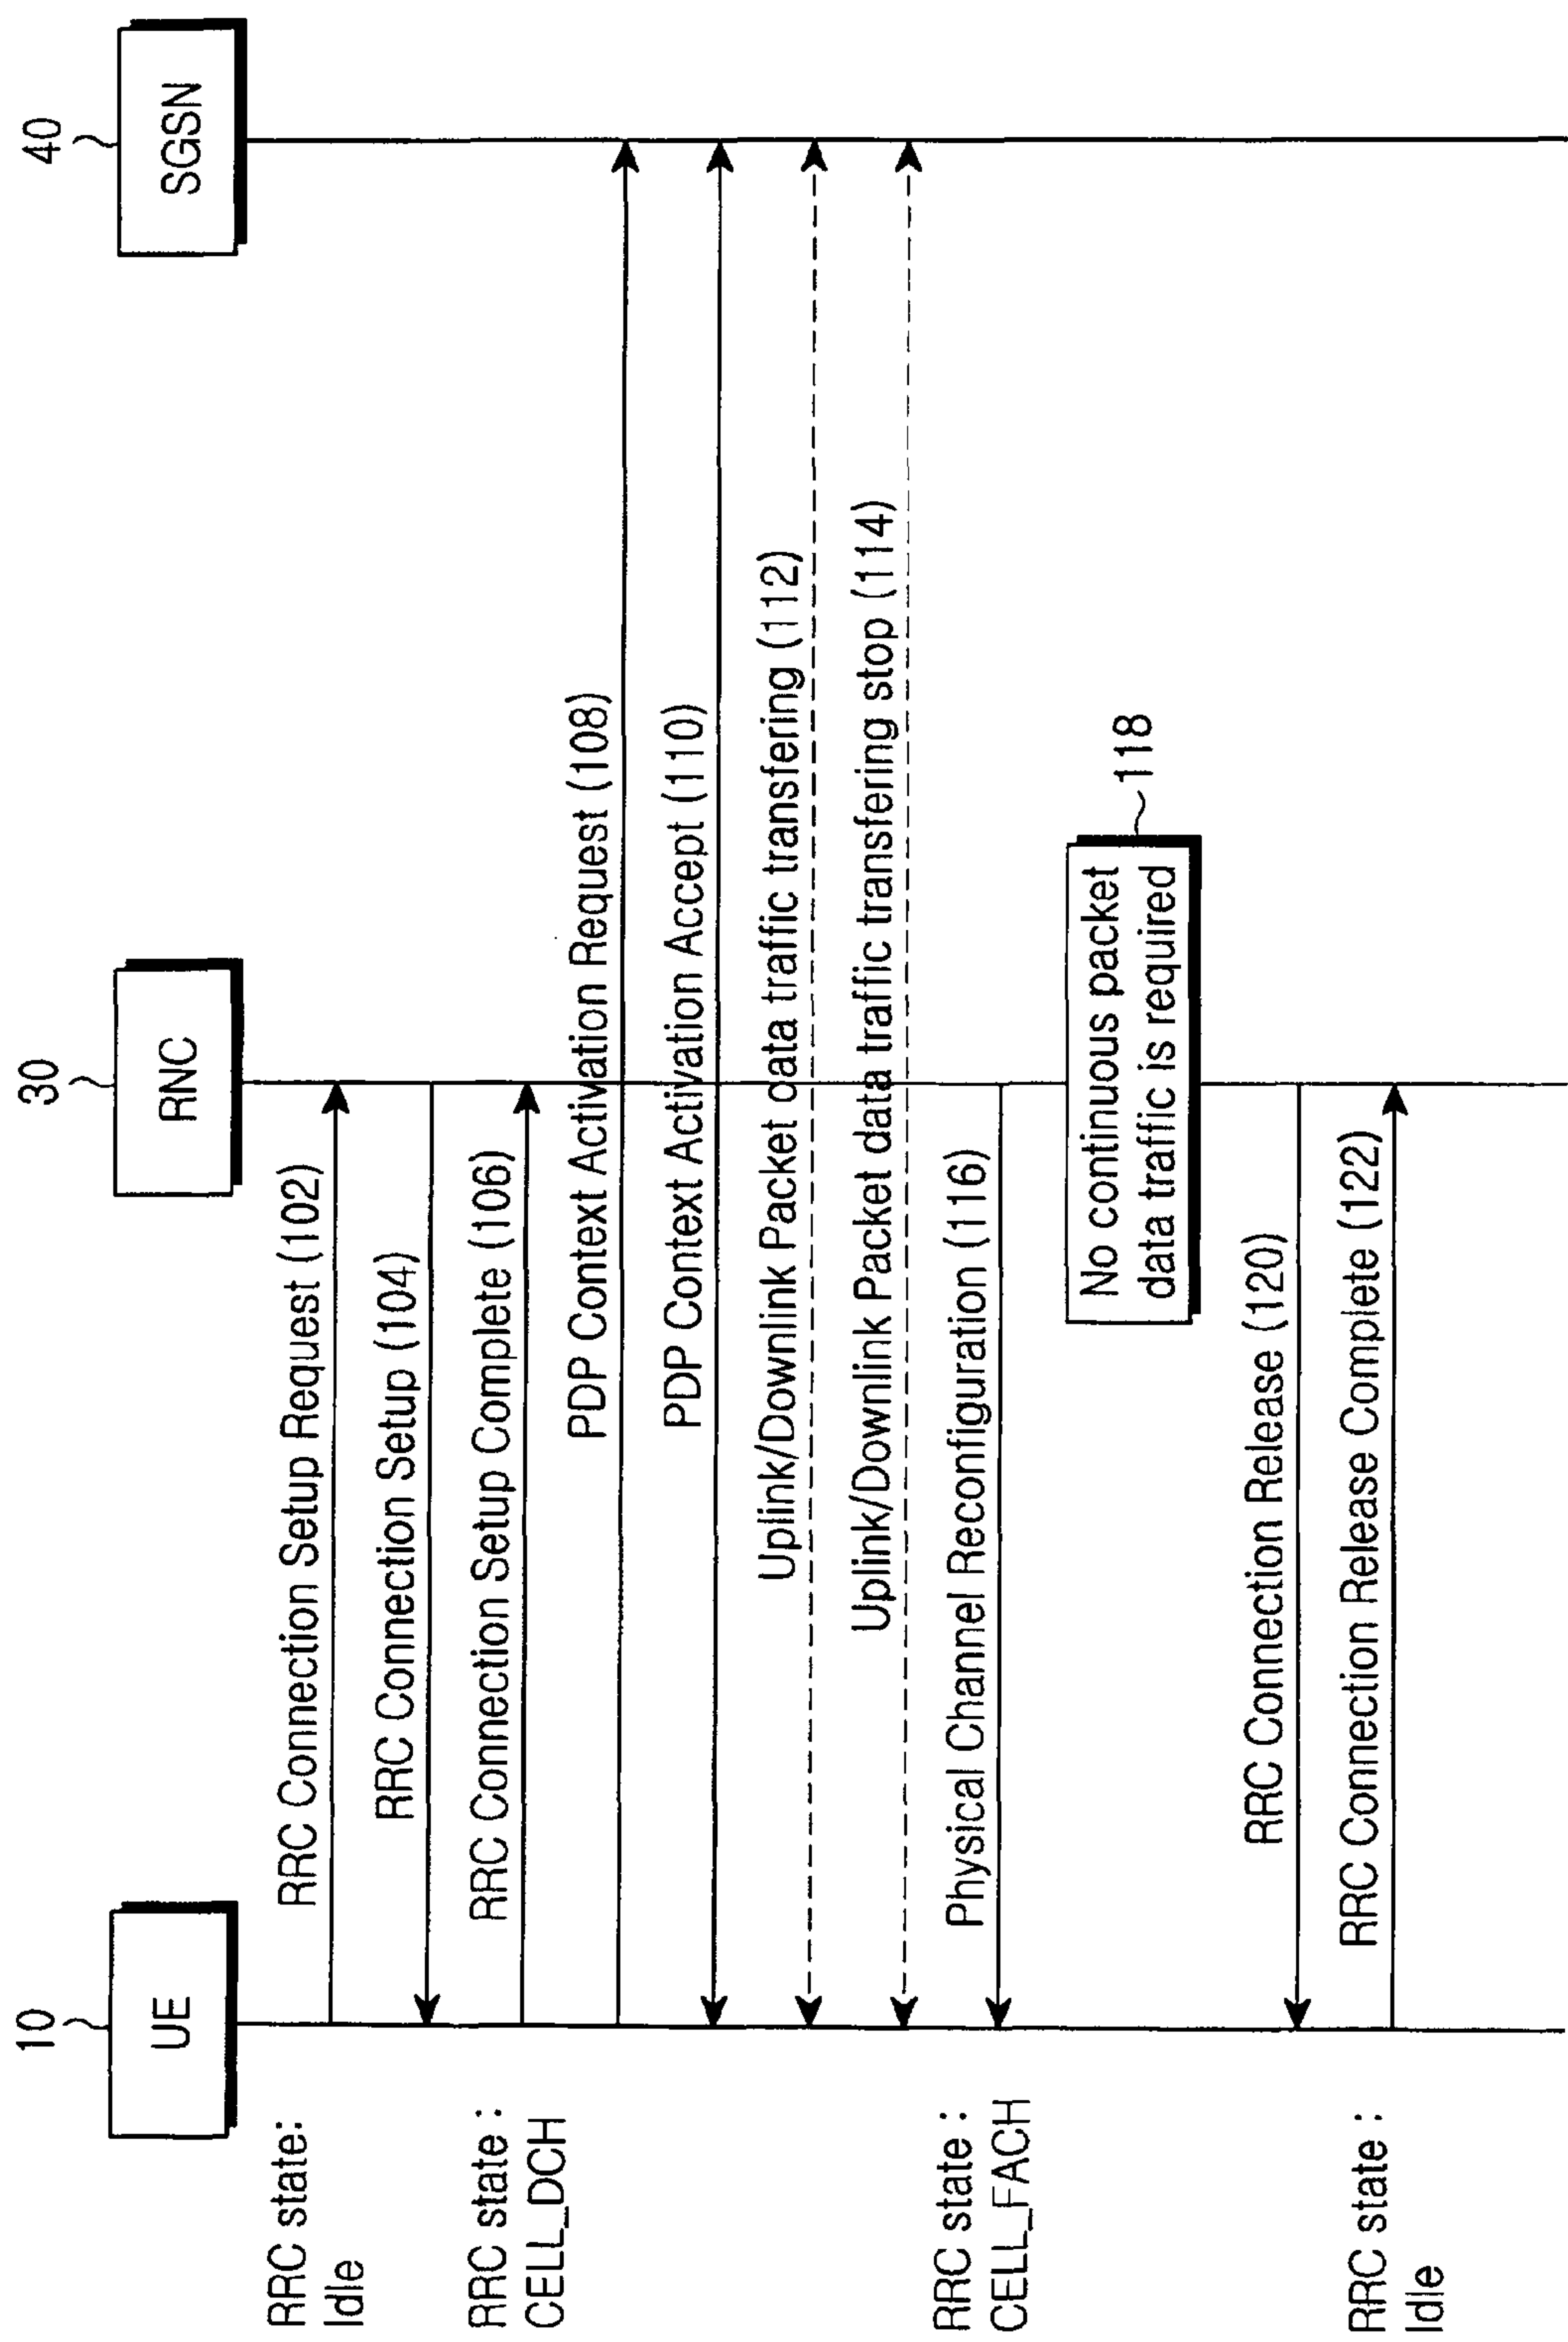 10
30
40
UE
RNC
SGSN
RRC state:
Idle
RRC Connection Setup Request (102)
RRC Connection Setup (104)
RRC state :
CELL_DCH
RRC Connection Setup Complete (106)
PDP Context Activation Request (108)
PDP Context Activation Accept (110)
Uplink/Downlink Packet data traffic transfering (112)
Uplink/Downlink Packet data traffic transfering stop (114)
RRC state :
CELL_FACH
Physical Channel Reconfiguration (116)
No continuous packet
data traffic is required
118
RRC Connection Release (120)
RRC state :
Idle
RRC Connection Release Complete (122)